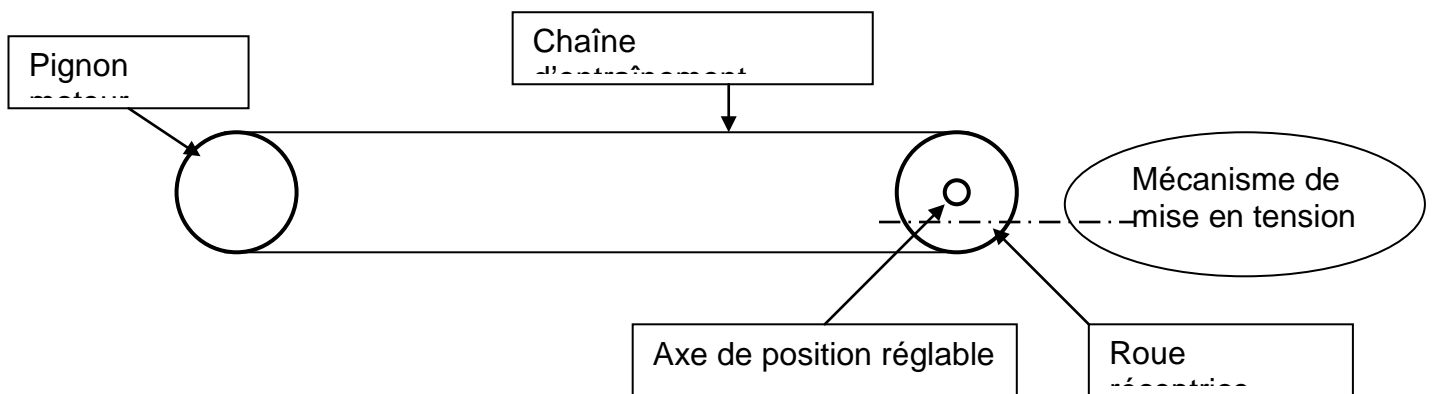 Pignon
Chaîne
Mécanisme de
mise en tension
Axe de position réglable
Roue